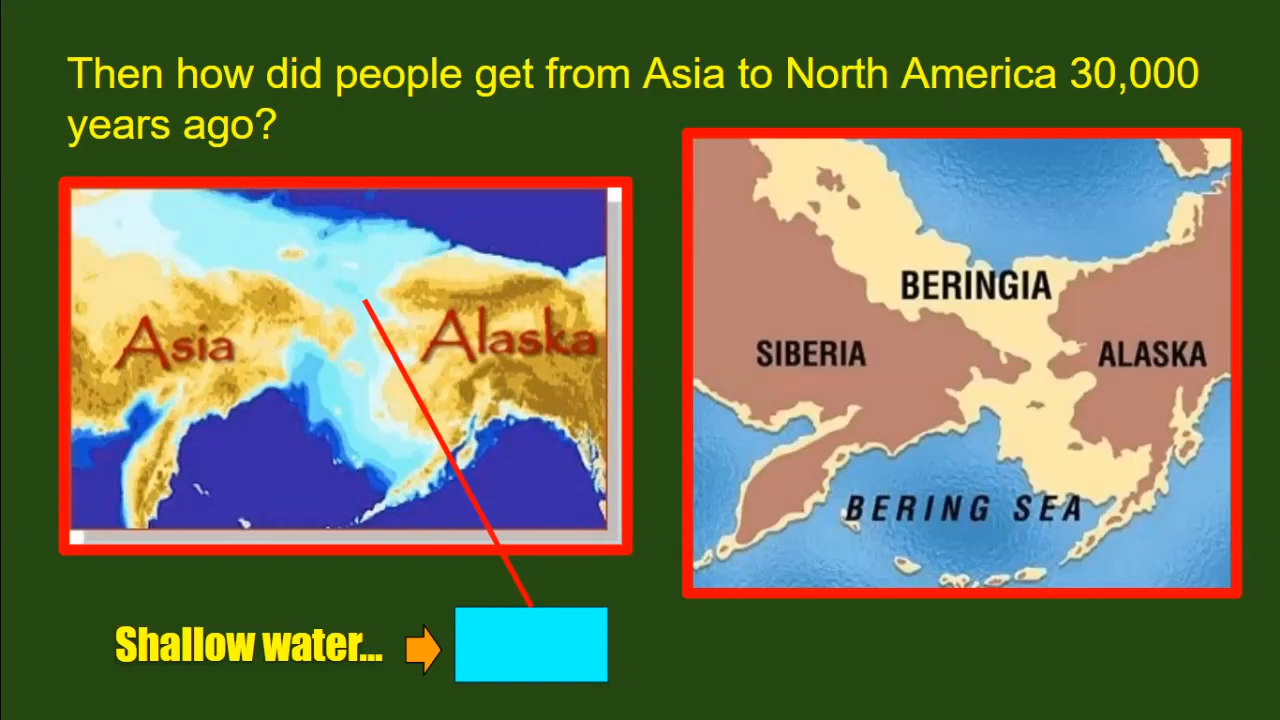 Then how did people get from Asia to North America 30,000
years ago?
Asia
Alaska
BERINGIA
SIBERIA
ALASKA
BERING SEA
Shallow water...